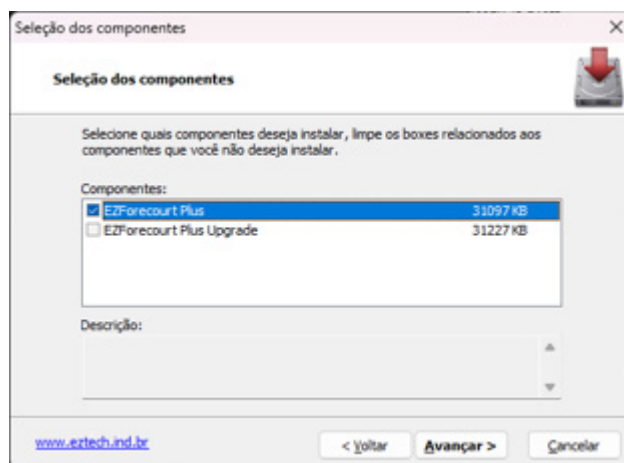 Seleção dos componentes
Seleção dos componentes
Selecione quais componentes deseja instalar, limpe os boxes relacionados aos
componentes que você não deseja instalar.
Componentes:
EZForecourt Plus 31097 KB
EZForecourt Plus Upgrade 31227 KB
Descrição:
www.eztech.ind.br < Voltar Avançar > Cancelar